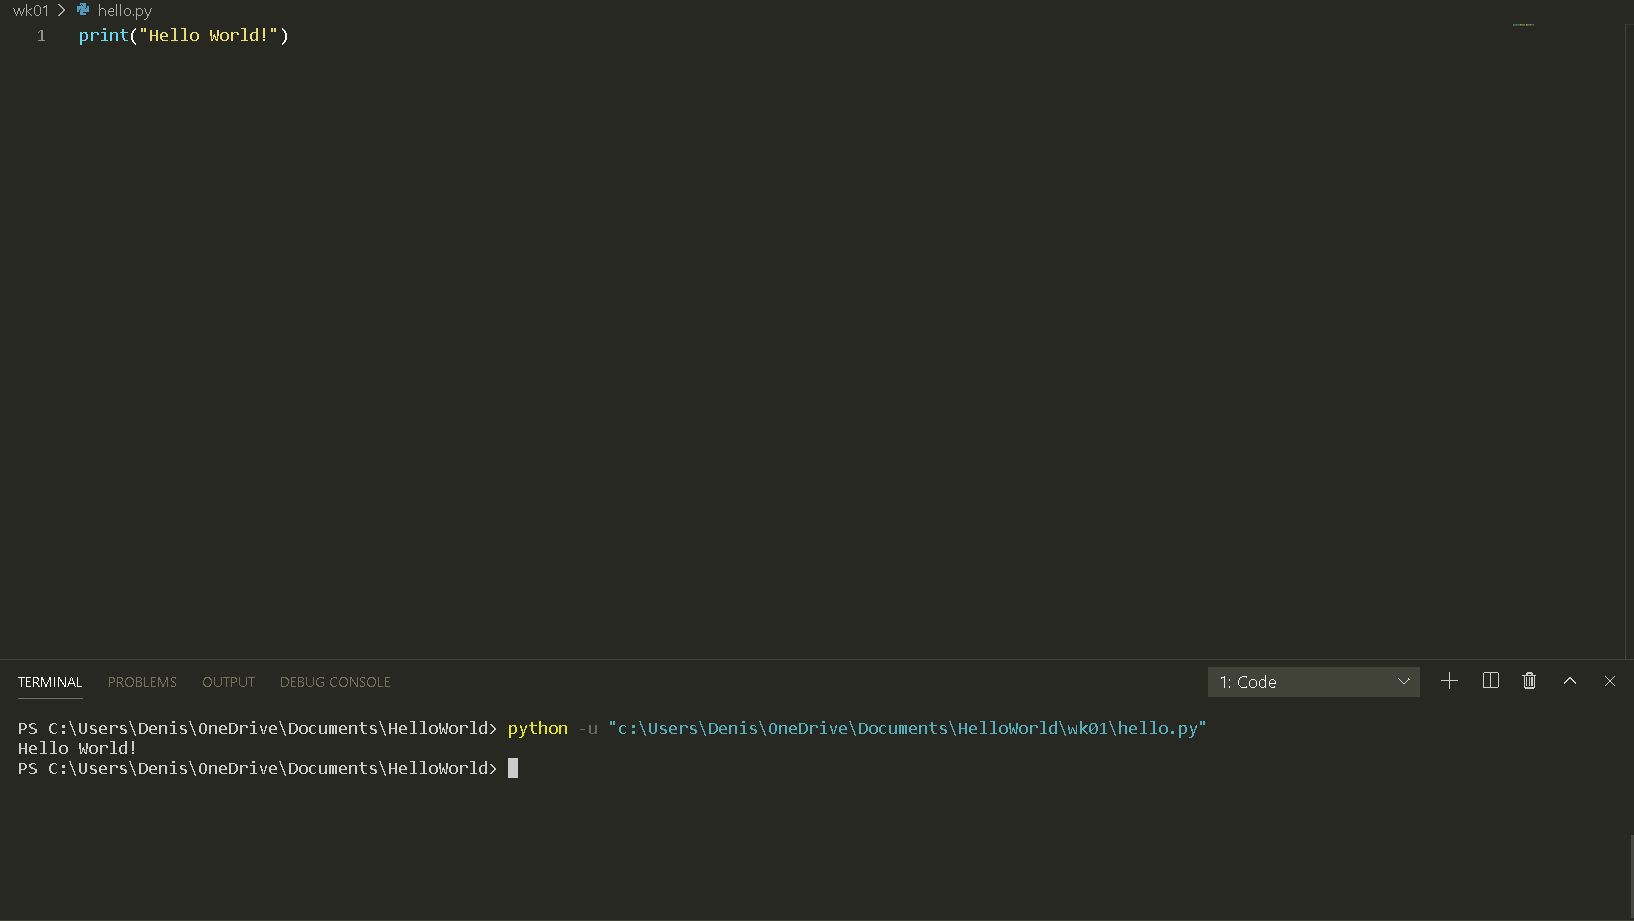 wk01 > hello.py
1 print("Hello World!")
TERMINAL PROBLEMS OUTPUT DEBUG CONSOLE 1: Code
PS C:\Users\Denis\OneDrive\Documents\HelloWorld> python -u "c:\Users\Denis\OneDrive\Documents\HelloWorld\wk01\hello.py"
Hello World!
PS C:\Users\Denis\OneDrive\Documents\HelloWorld>